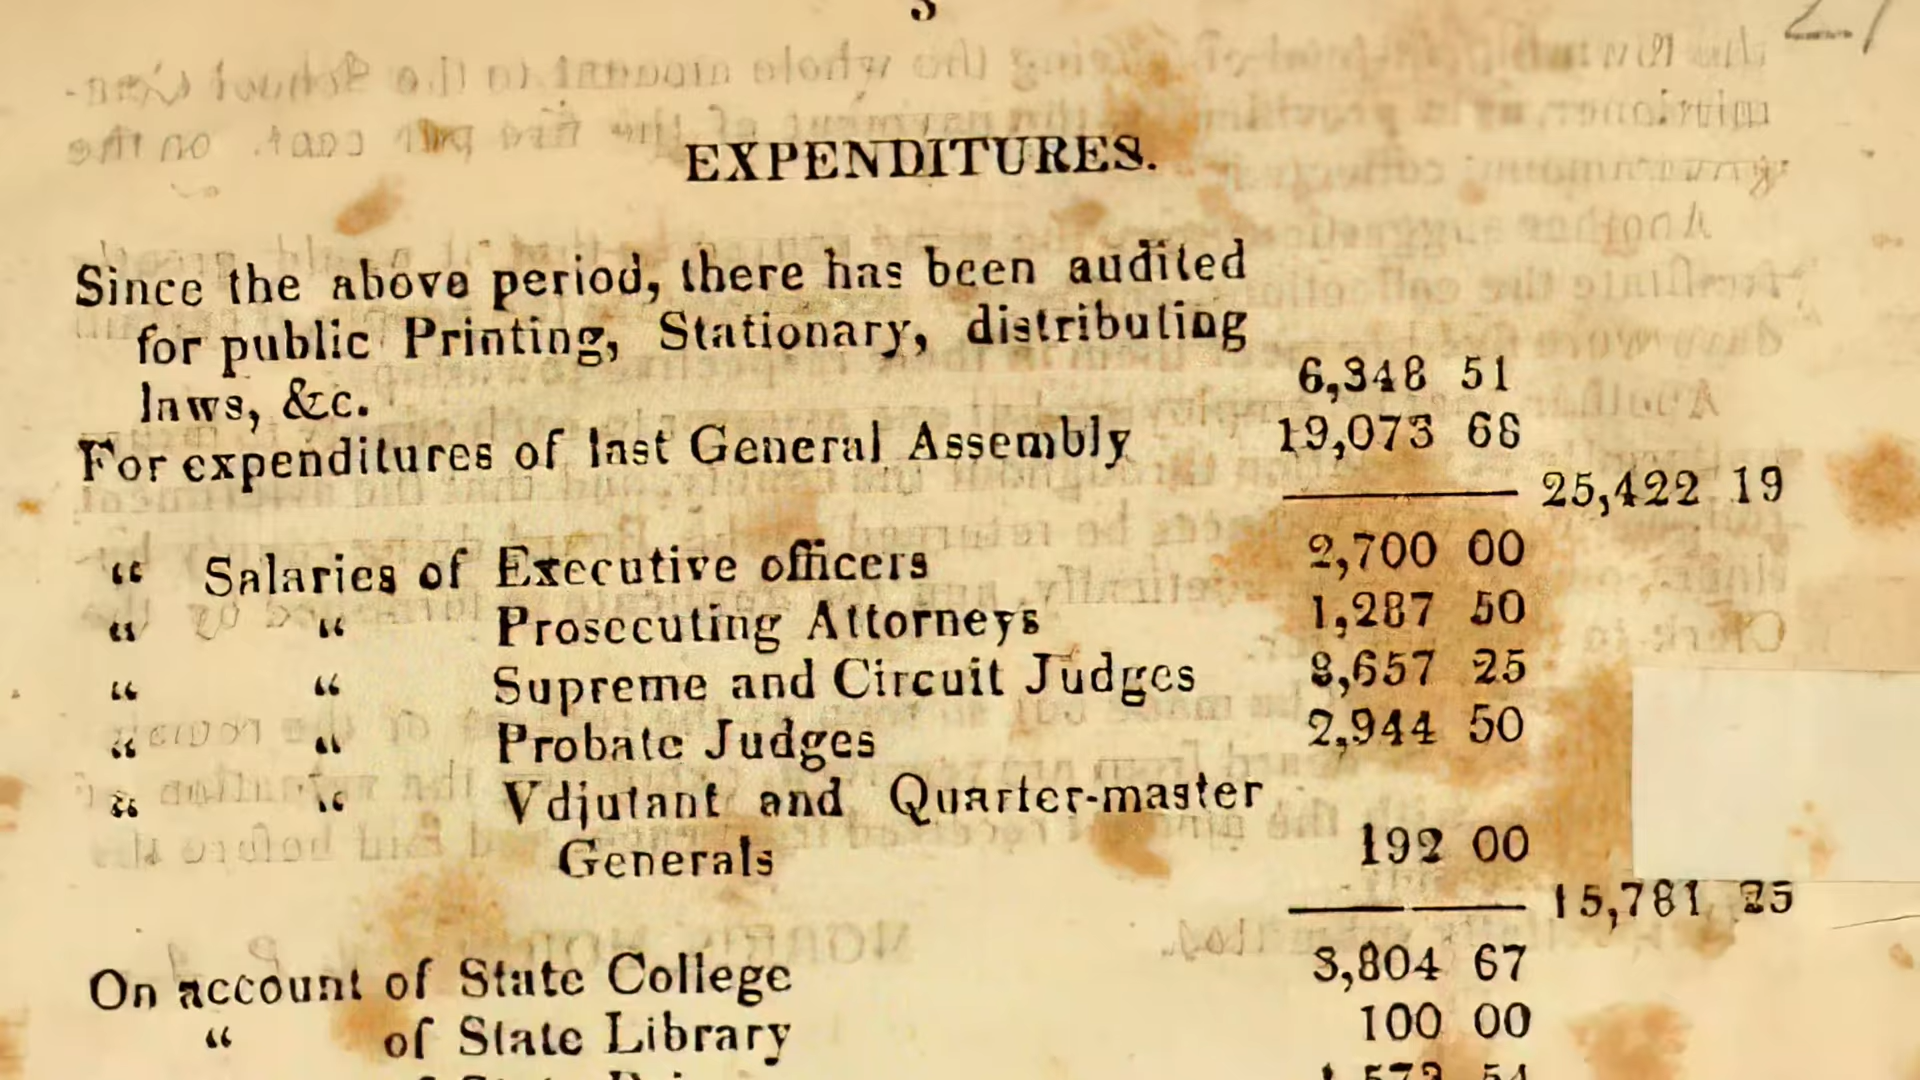 EXPENDITURES.
Since the above period, there has been audited
for public Printing, Stationary, distributing
laws, &c. 6,348 51
For expenditures of last General Assembly 19,073 68
25,422 19
“ Salaries of Executive officers 2,700 00
“ “ Prosecuting Attorneys 1,287 50
“ “ Supreme and Circuit Judges 8,657 25
“ “ Probate Judges 2,944 50
“ “ Adjutant and Quarter-master
Generals 192 00
15,781 25
On account of State College 3,804 67
“ of State Library 100 00